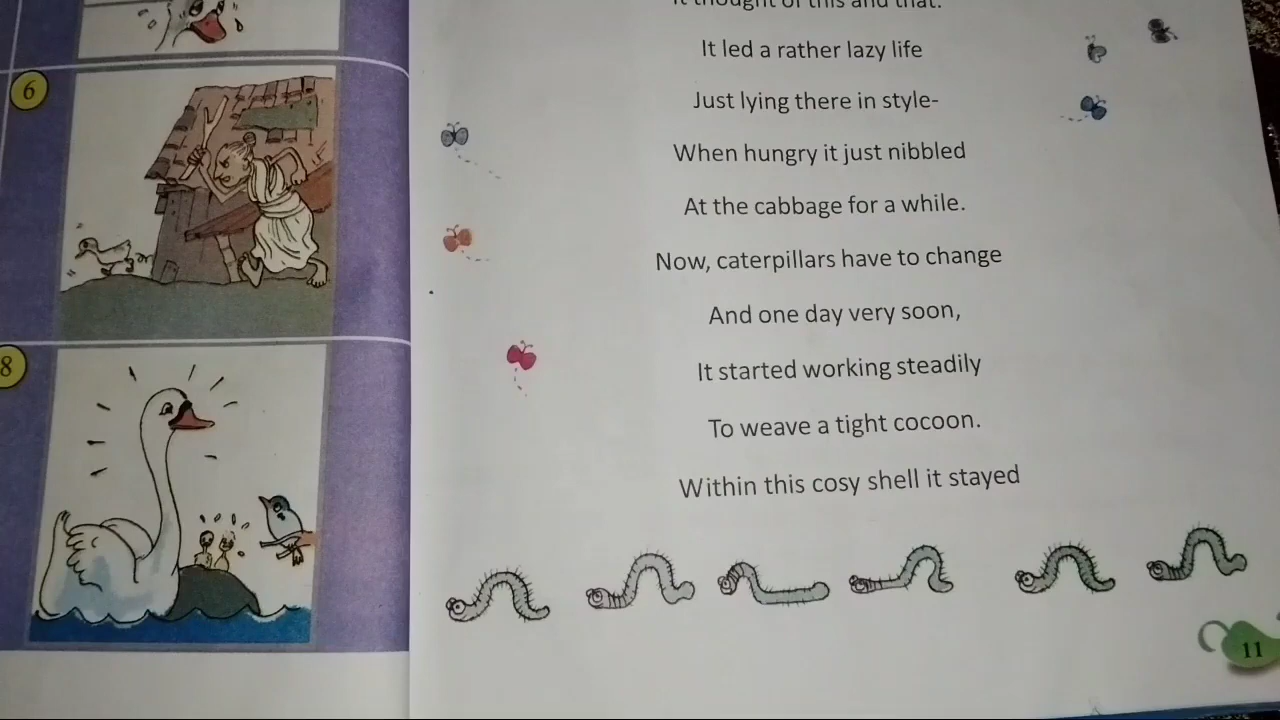 6
8
It thought of this and that.
It led a rather lazy life
Just lying there in style-
When hungry it just nibbled
At the cabbage for a while.
Now, caterpillars have to change
And one day very soon,
It started working steadily
To weave a tight cocoon.
Within this cosy shell it stayed
11